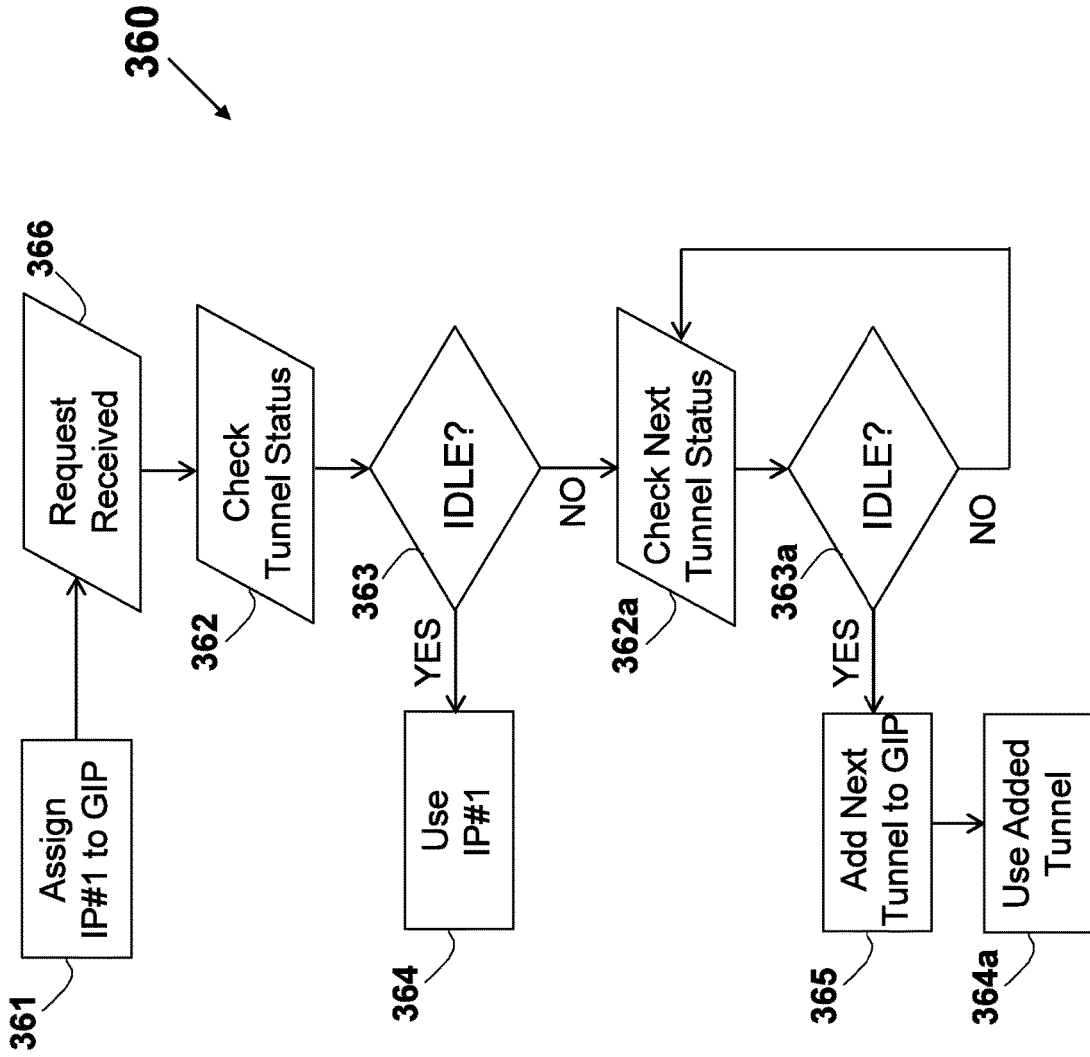 360
361
Assign
IP#1 to GIP
366
Request
Received
362
Check
Tunnel Status
363
IDLE?
YES
NO
364
Use
IP#1
362a
Check Next
Tunnel Status
363a
IDLE?
YES
NO
365
Add Next
Tunnel to GIP
364a
Use Added
Tunnel